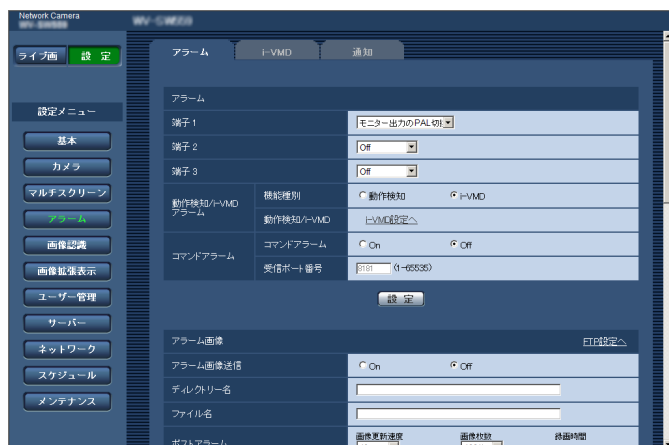 Network Camera
ライブ画
設 定
アラーム
i-VMD
通知
設定メニュー
基本
カメラ
マルチスクリーン
アラーム
画像認識
画像拡張表示
ユーザー管理
サーバー
ネットワーク
スケジュール
メンテナンス
アラーム
端子1
モニター出力のPAL切
端子2
Off
端子3
Off
動作検知/i-VMD
アラーム
機能種別
動作検知
i-VMD
動作検知/i-VMD
i-VMD設定へ
コマンドアラーム
コマンドアラーム
On
Off
受信ポート番号
8181 (1-65535)
設 定
アラーム画像
FTP設定へ
アラーム画像送信
On
Off
ディレクトリー名
ファイル名
ポストアラーム
画像更新速度
画像枚数
録画時間